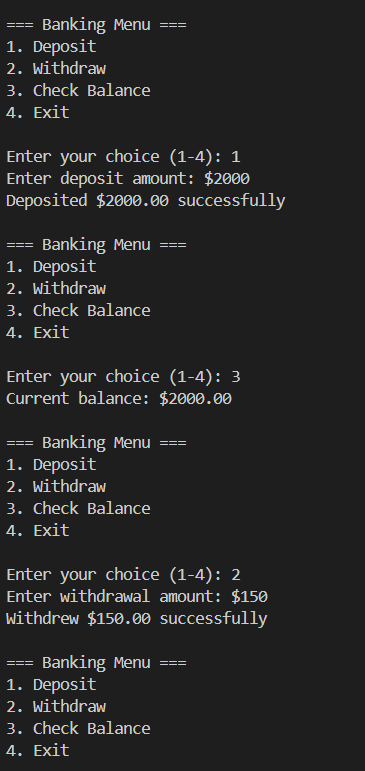 === Banking Menu ===
1. Deposit
2. Withdraw
3. Check Balance
4. Exit

Enter your choice (1-4): 1
Enter deposit amount: $2000
Deposited $2000.00 successfully

=== Banking Menu ===
1. Deposit
2. Withdraw
3. Check Balance
4. Exit

Enter your choice (1-4): 3
Current balance: $2000.00

=== Banking Menu ===
1. Deposit
2. Withdraw
3. Check Balance
4. Exit

Enter your choice (1-4): 2
Enter withdrawal amount: $150
Withdrew $150.00 successfully

=== Banking Menu ===
1. Deposit
2. Withdraw
3. Check Balance
4. Exit